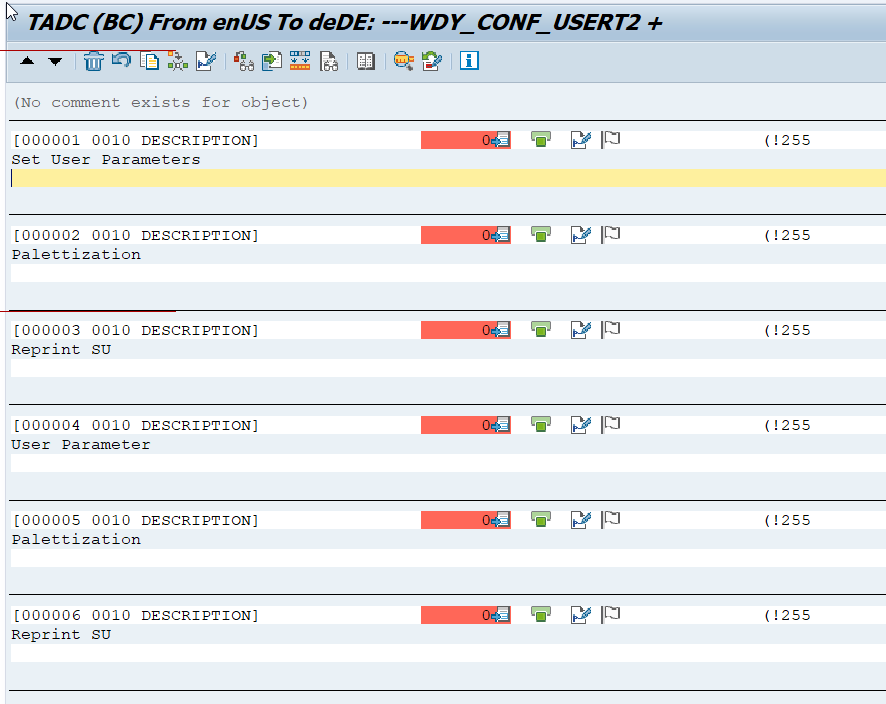 TADC (BC) From enUS To deDE: ---WDY_CONF_USERT2 +
(No comment exists for object)
[000001 0010 DESCRIPTION] 0 (!255
Set User Parameters
[000002 0010 DESCRIPTION] 0 (!255
Palettization
[000003 0010 DESCRIPTION] 0 (!255
Reprint SU
[000004 0010 DESCRIPTION] 0 (!255
User Parameter
[000005 0010 DESCRIPTION] 0 (!255
Palettization
[000006 0010 DESCRIPTION] 0 (!255
Reprint SU